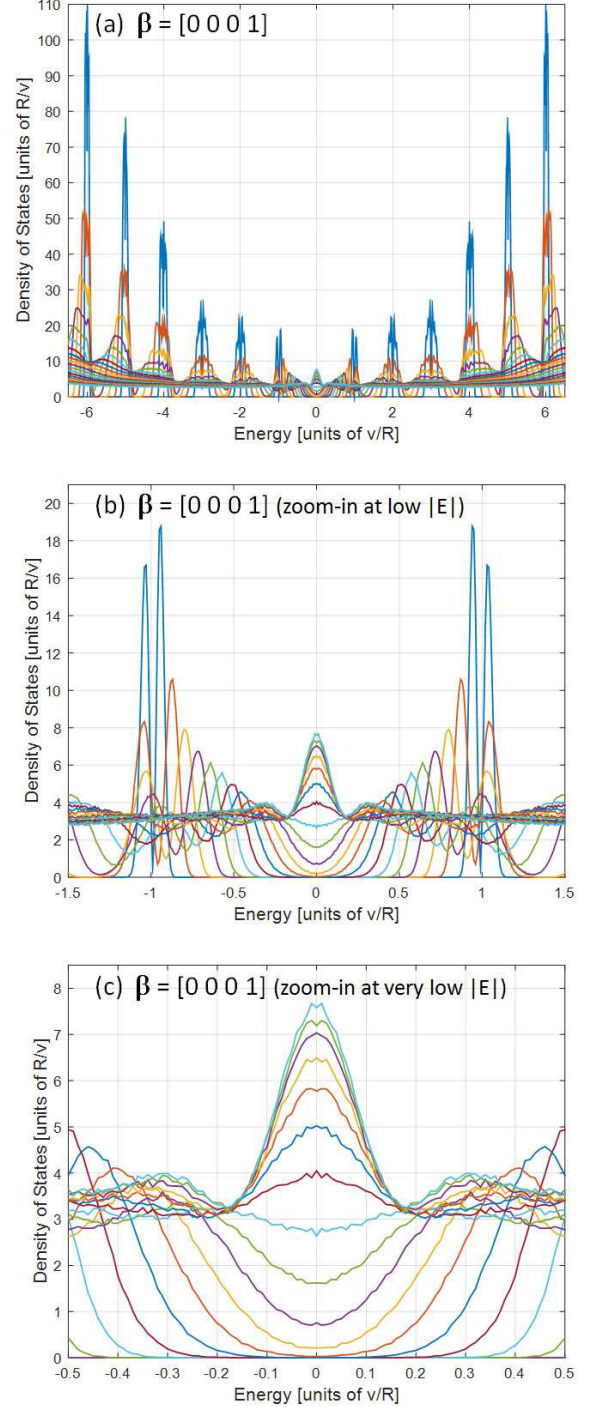 (a) β = [0 0 0 1]
110
100
90
80
70
60
50
40
30
20
10
0
Density of States [units of R/v]
-6 -4 -2 0 2 4 6
Energy [units of v/R]
(b) β = [0 0 0 1] (zoom-in at low |E|)
20
18
16
14
12
10
8
6
4
2
0
Density of States [units of R/v]
-1.5 -1 -0.5 0 0.5 1 1.5
Energy [units of v/R]
(c) β = [0 0 0 1] (zoom-in at very low |E|)
8
7
6
5
4
3
2
1
0
Density of States [units of R/v]
-0.5 -0.4 -0.3 -0.2 -0.1 0 0.1 0.2 0.3 0.4 0.5
Energy [units of v/R]